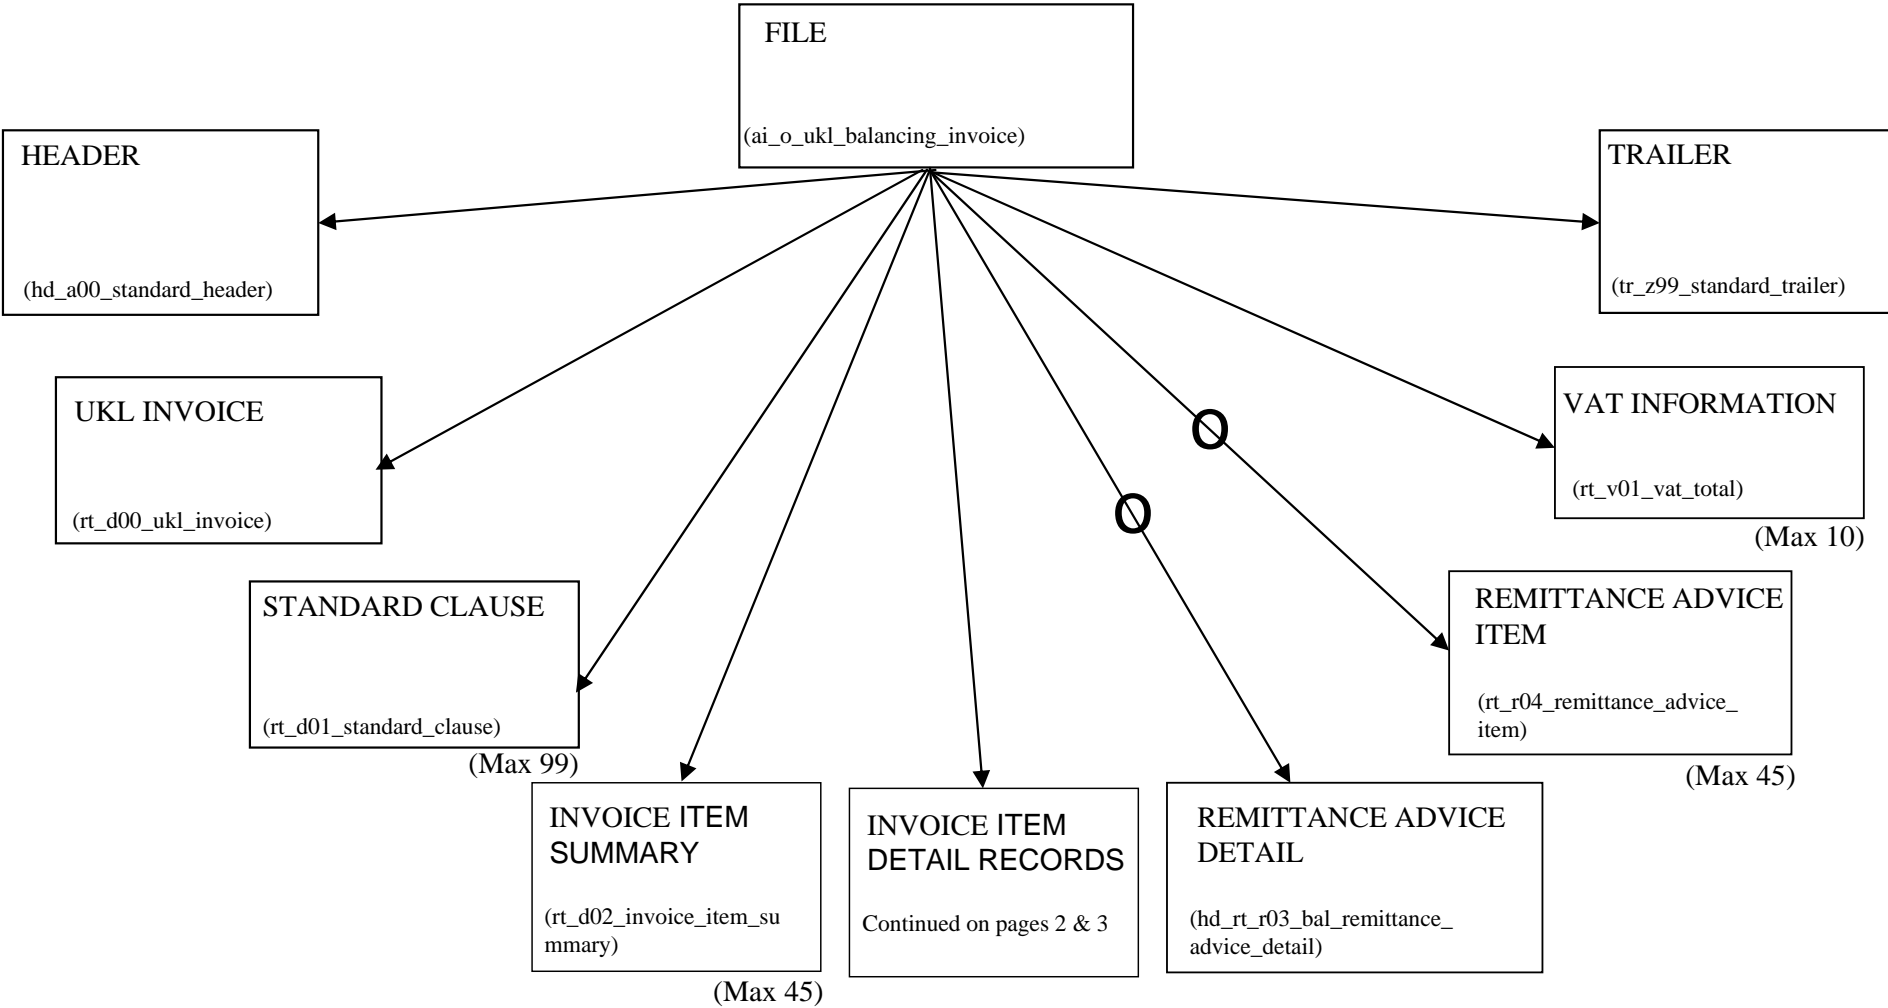 FILE
(ai_o_ukl_balancing_invoice)
HEADER
(hd_a00_standard_header)
TRAILER
(tr_z99_standard_trailer)
UKL INVOICE
(rt_d00_ukl_invoice)
VAT INFORMATION
(rt_v01_vat_total)
(Max 10)
O
O
STANDARD CLAUSE
(rt_d01_standard_clause)
(Max 99)
REMITTANCE ADVICE
ITEM
(rt_r04_remittance_advice_
item)
(Max 45)
INVOICE ITEM
SUMMARY
(rt_d02_invoice_item_su
mmary)
(Max 45)
INVOICE ITEM
DETAIL RECORDS
Continued on pages 2 & 3
REMITTANCE ADVICE
DETAIL
(hd_rt_r03_bal_remittance_
advice_detail)